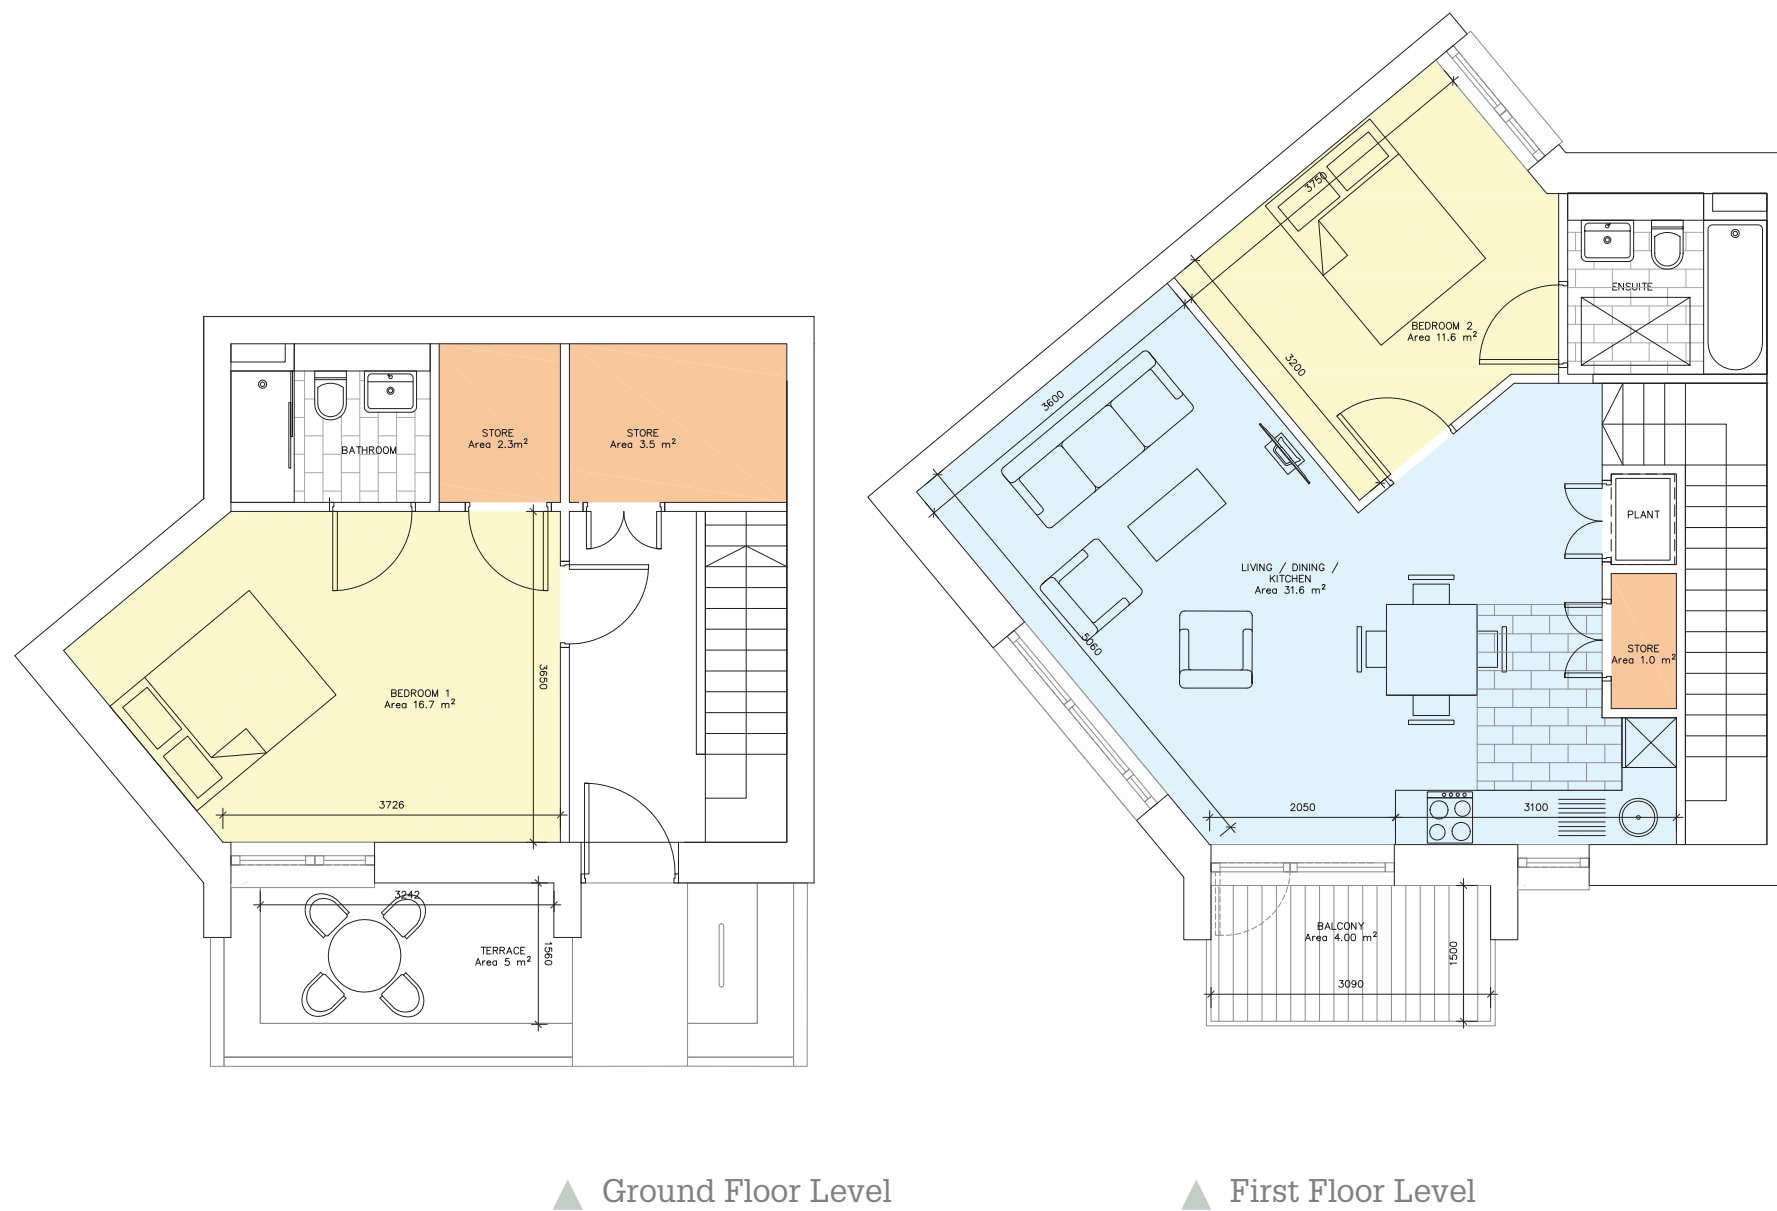 BATHROOM
STORE
Area 2.3m²
STORE
Area 3.5 m²
BEDROOM 1
Area 16.7 m²
3650
3726
3242
TERRACE
Area 5 m²
1560
Ground Floor Level
3750
ENSUITE
BEDROOM 2
Area 11.6 m²
3200
3600
PLANT
LIVING / DINING /
KITCHEN
Area 31.6 m²
5060
STORE
Area 1.0 m²
2050
3100
BALCONY
Area 4.00 m²
1500
3090
First Floor Level